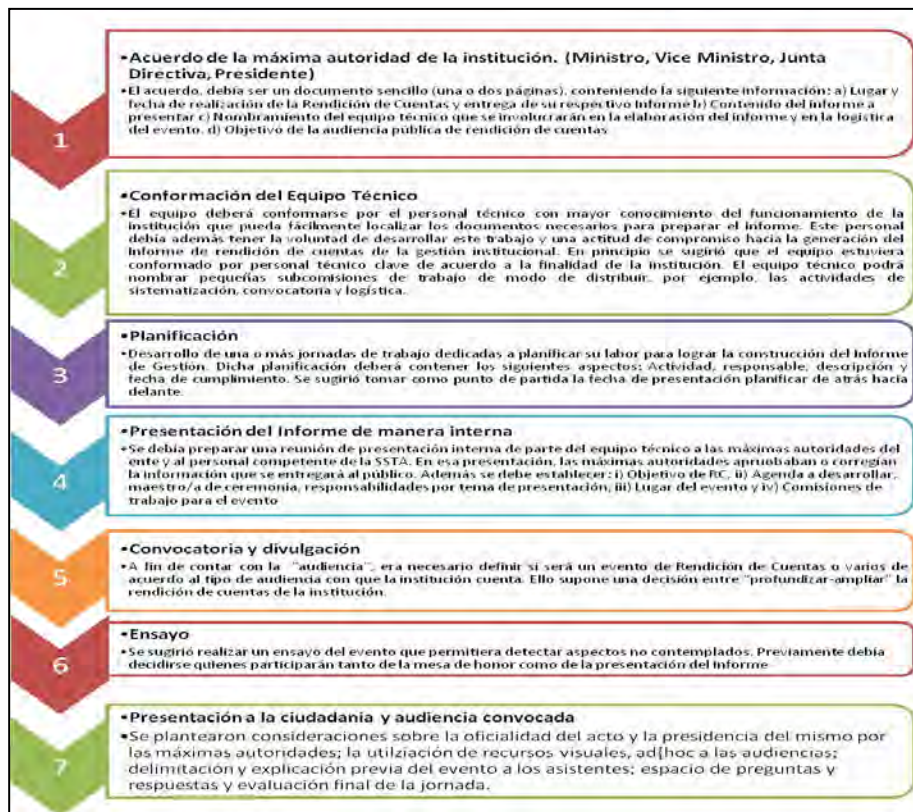 1
•Acuerdo de la máxima autoridad de la institución. (Ministro, Vice Ministro, Junta
Directiva, Presidente)
•El acuerdo, debía ser un documento sencillo (una o dos páginas), conteniendo la siguiente información: a) Lugar y
fecha de realización de la Rendición de Cuentas y entrega de su respectivo Informe b) Contenido del informe a
presentar c) Nombramiento del equipo técnico que se involucrarán en la elaboración del informe y en la logística
del evento. d) Objetivo de la audiencia pública de rendición de cuentas
2
•Conformación del Equipo Técnico
•El equipo deberá conformarse por el personal técnico con mayor conocimiento del funcionamiento de la
institución que pueda fácilmente localizar los documentos necesarios para preparar el informe. Este personal
debía además tener la voluntad de desarrollar este trabajo y una actitud de compromiso hacia la generación del
Informe de rendición de cuentas de la gestión institucional. En principio se sugirió que el equipo estuviera
conformado por personal técnico clave de acuerdo a la finalidad de la institución. El equipo técnico podrá
nombrar pequeñas subcomisiones de trabajo de modo de distribuir, por ejemplo, las actividades de
sistematización, convocatoria y logística.
3
•Planificación
•Desarrollo de una o más jornadas de trabajo dedicadas a planificar su labor para lograr la construcción del Informe
de Gestión. Dicha planificación deberá contener los siguientes aspectos: Actividad, responsable, descripción y
fecha de cumplimiento. Se sugirió tomar como punto de partida la fecha de presentación planificar de atrás hacia
delante.
4
•Presentación del Informe de manera interna
•Se debía preparar una reunión de presentación interna de parte del equipo técnico a las máximas autoridades del
ente y al personal competente de la SSTA. En esa presentación, las máximas autoridades apruobaban o corregían
la información que se entregará al público. Además se debe establecer: i) Objetivo de RC, ii) Agenda a desarrollar,
maestro/a de ceremonia, responsabilidades por tema de presentación, iii) Lugar del evento y iv) Comisiones de
trabajo para el evento
5
•Convocatoria y divulgación
•A fin de contar con la "audiencia", era necesario definir si será un evento de Rendición de Cuentas o varios de
acuerdo al tipo de audiencia con que la institución cuenta. Ello supone una decisión entre "profundizar-ampliar" la
rendición de cuentas de la institución.
6
•Ensayo
•Se sugirió realizar un ensayo del evento que permitiera detectar aspectos no contemplados. Previamente debía
decidirse quienes participarán tanto de la mesa de honor como de la presentación del informe
7
•Presentación a la ciudadanía y audiencia convocada
•Se plantearon consideraciones sobre la oficialidad del acto y la presidencia del mismo por
las máximas autoridades; la utilziación de recursos visuales, ad{hoc a las audiencias;
delimitación y explicación previa del evento a los asistentes; espacio de preguntas y
respuestas y evaluación final de la jornada.